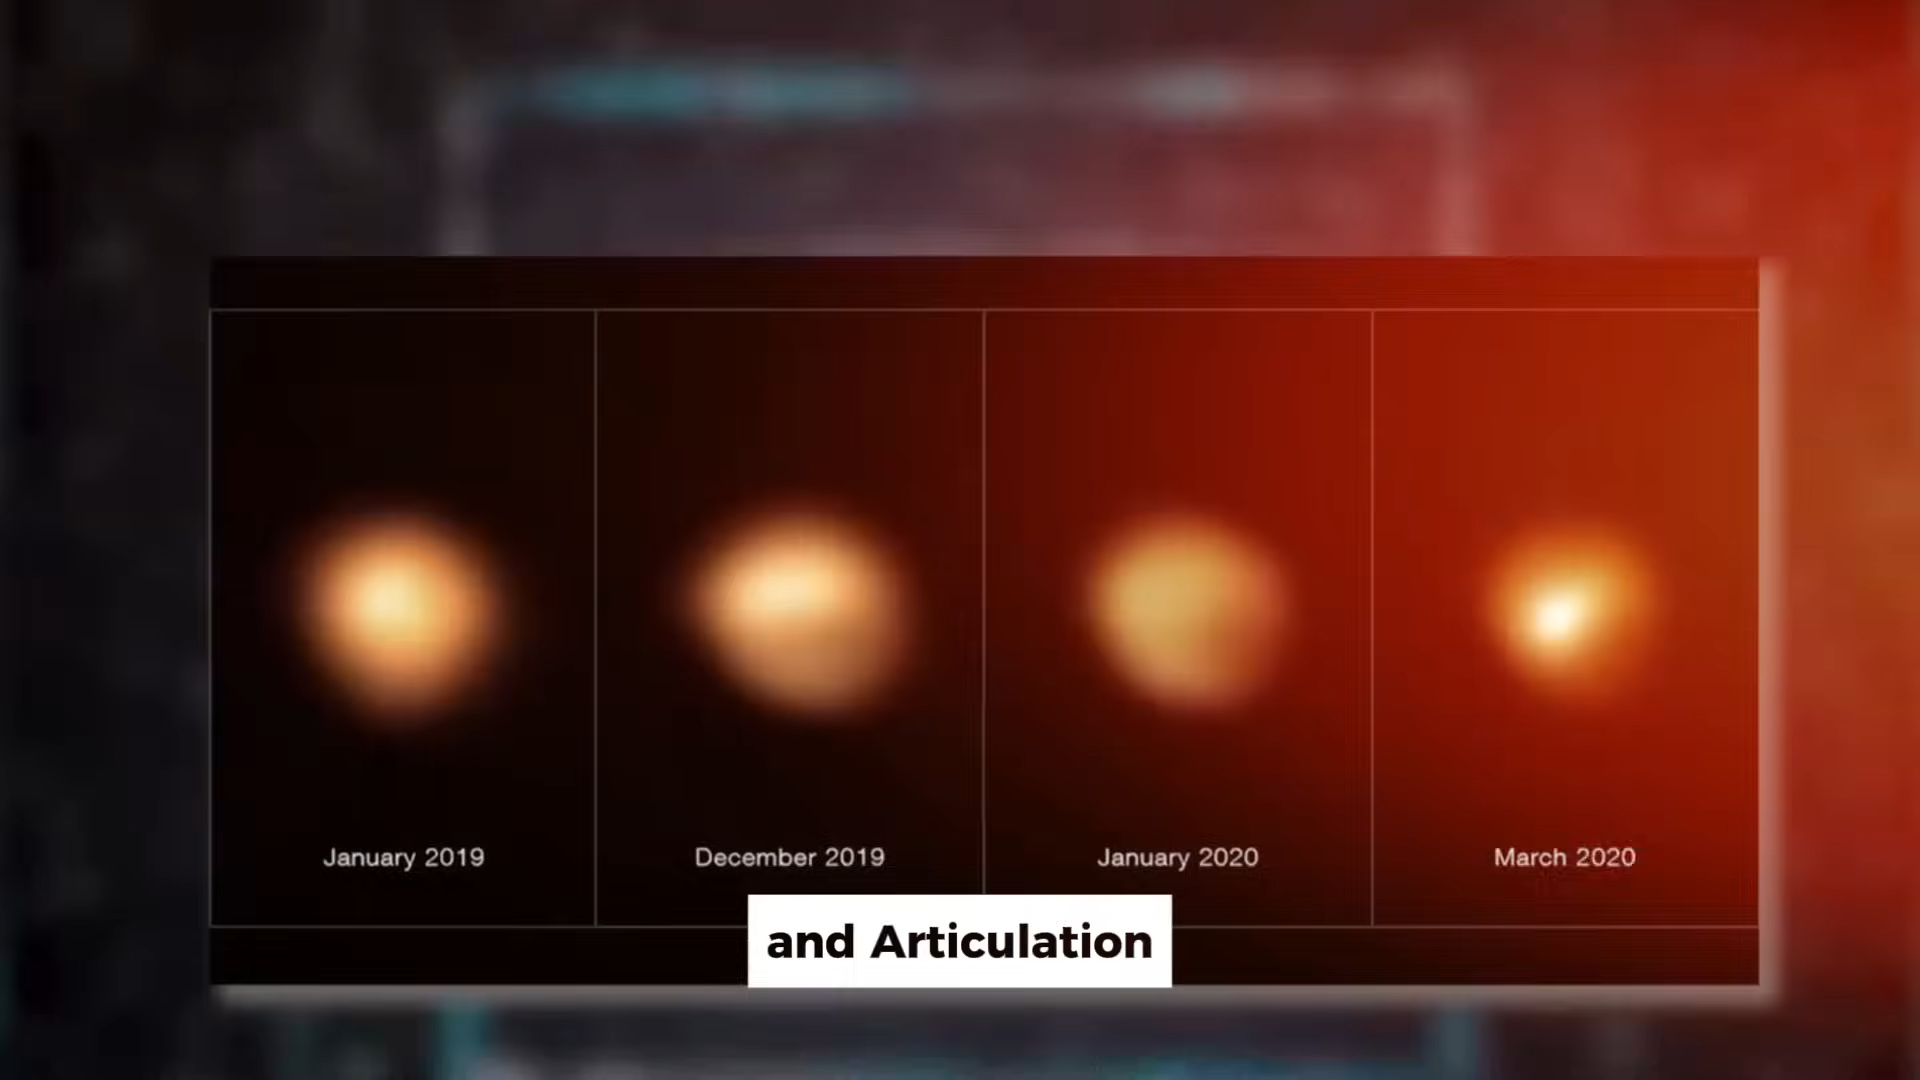 January 2019
December 2019
January 2020
March 2020
and Articulation